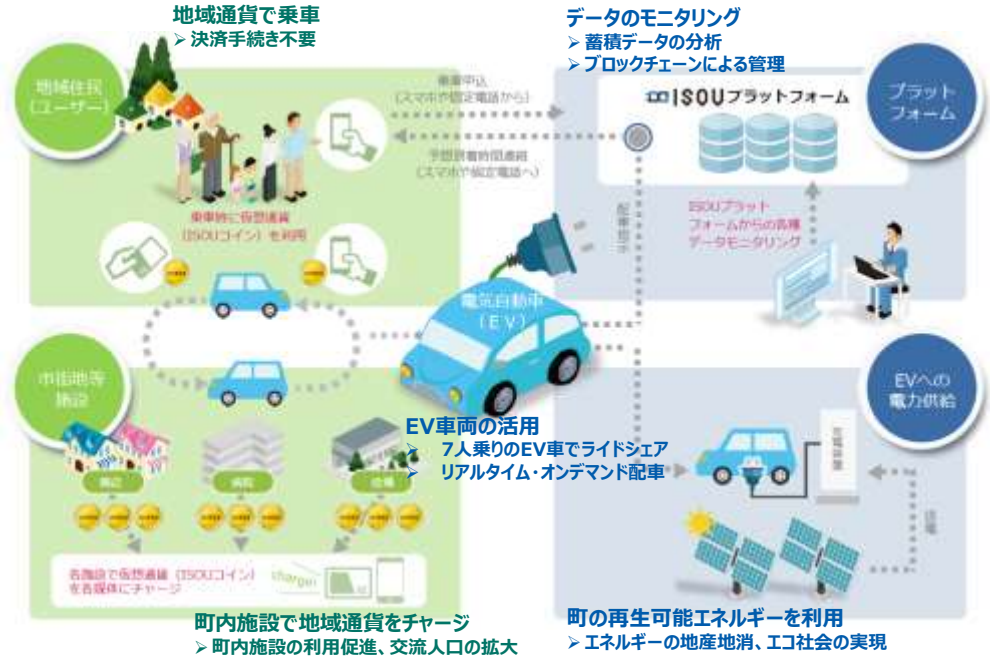 地域通貨で乗車
➢ 決済手続き不要
データのモニタリング
➢ 蓄積データの分析
➢ ブロックチェーンによる管理
地域住民
(ユーザー)
乗車申込
(スマホや固定電話から)
予想到着時間連絡
(スマホや固定電話へ)
乗車時に仮想通貨
(ISOUコイン)を利用
ISOUプラットフォーム
プラット
フォーム
配車指示
ISOUプラット
フォームからの各種
データモニタリング
電気自動車
(EV)
市街地等
施設
病院
各施設で仮想通貨 (ISOUコイン)
を各媒体にチャージ
charge!
EV車両の活用
➢ 7人乗りのEV車でライドシェア
➢ リアルタイム・オンデマンド配車
EVへの
電力供給
充電装置
町内施設で地域通貨をチャージ
➢ 町内施設の利用促進、交流人口の拡大
町の再生可能エネルギーを利用
➢ エネルギーの地産地消、エコ社会の実現